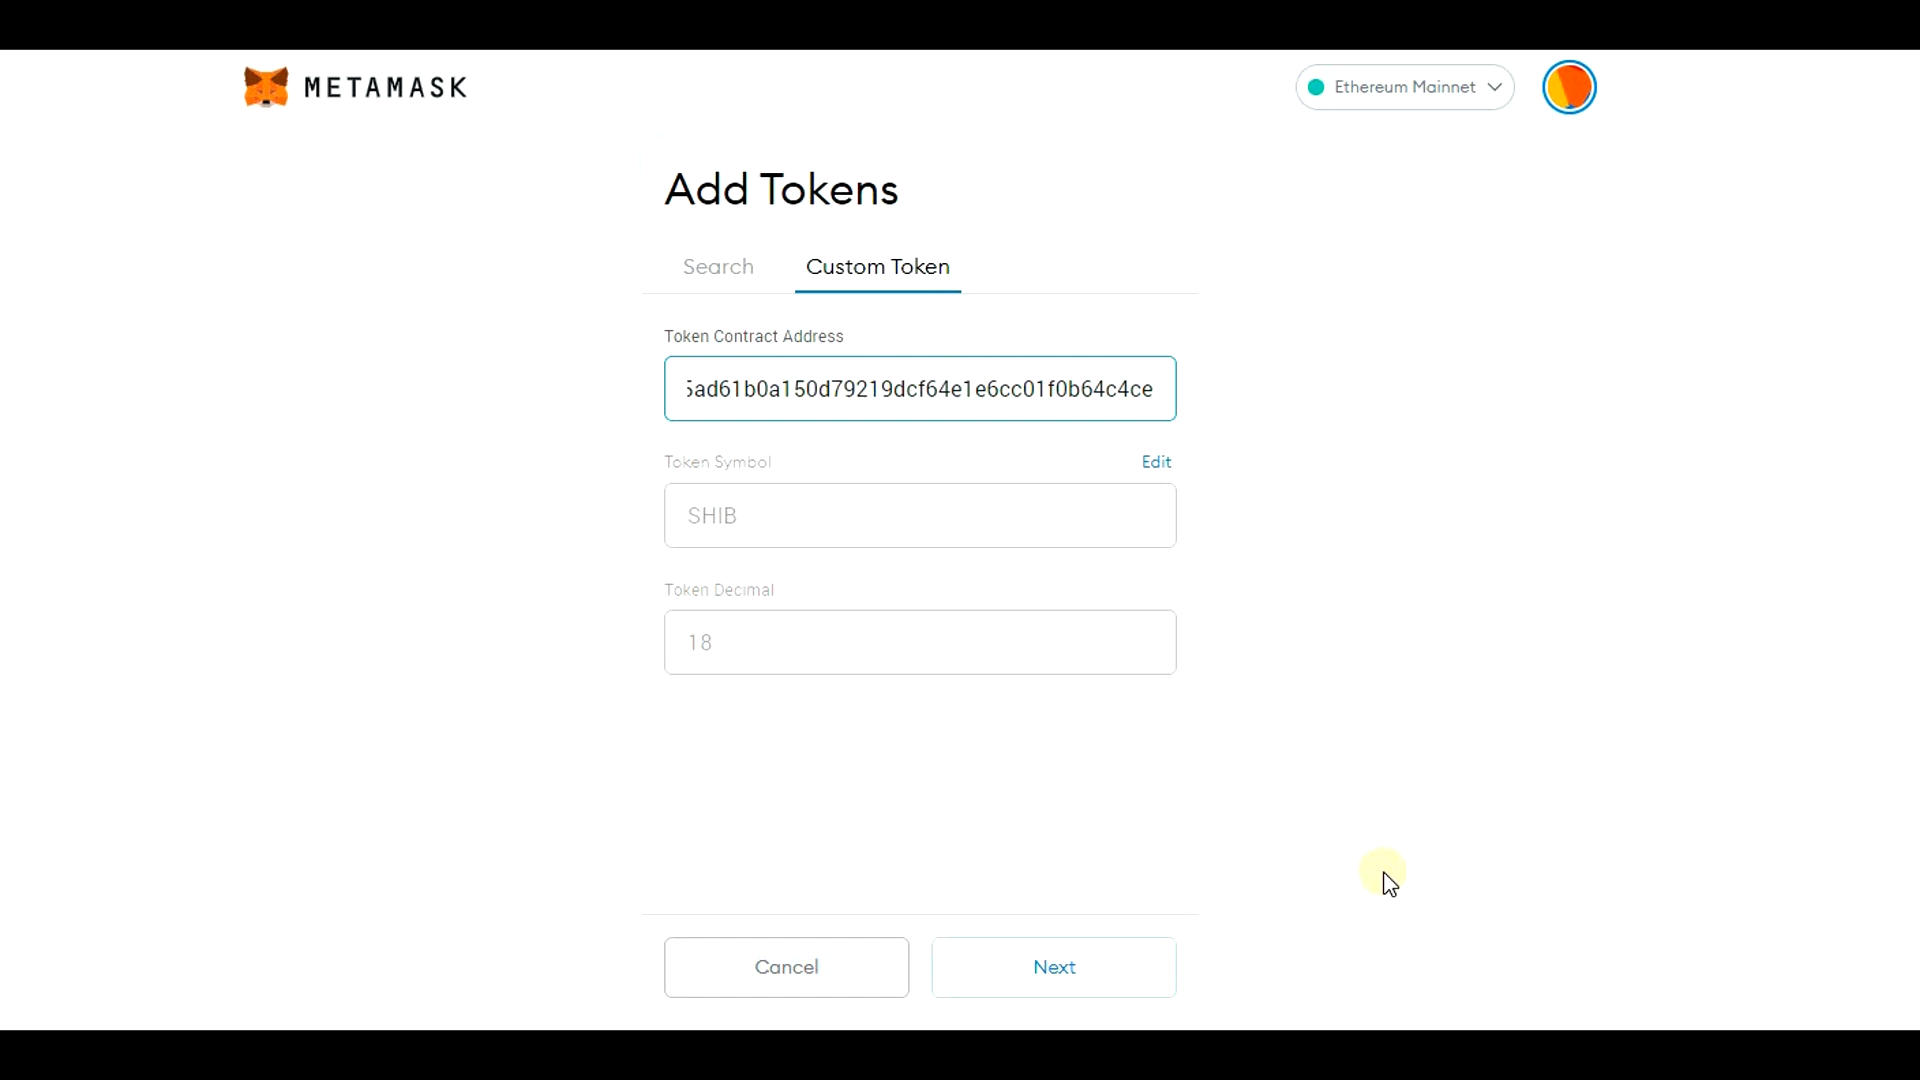 METAMASK
Ethereum Mainnet
Add Tokens
Search
Custom Token
Token Contract Address
5ad61b0a150d79219dcf64e1e6cc01f0b64c4ce
Token Symbol
Edit
SHIB
Token Decimal
18
Cancel
Next